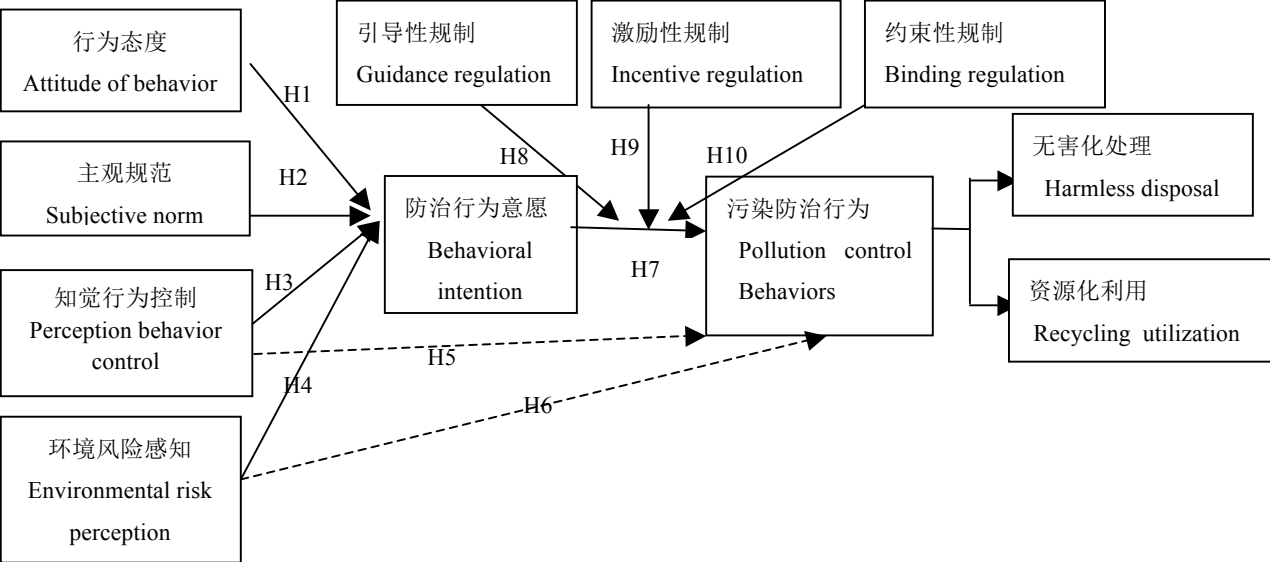 行为态度
Attitude of behavior
引导性规制
Guidance regulation
激励性规制
Incentive regulation
约束性规制
Binding regulation
H1
H8
H9
H10
主观规范
Subjective norm
H2
防治行为意愿
Behavioral
intention
污染防治行为
Pollution control
Behaviors
H7
无害化处理
Harmless disposal
资源化利用
Recycling utilization
知觉行为控制
Perception behavior
control
H3
H5
H4
H6
环境风险感知
Environmental risk
perception